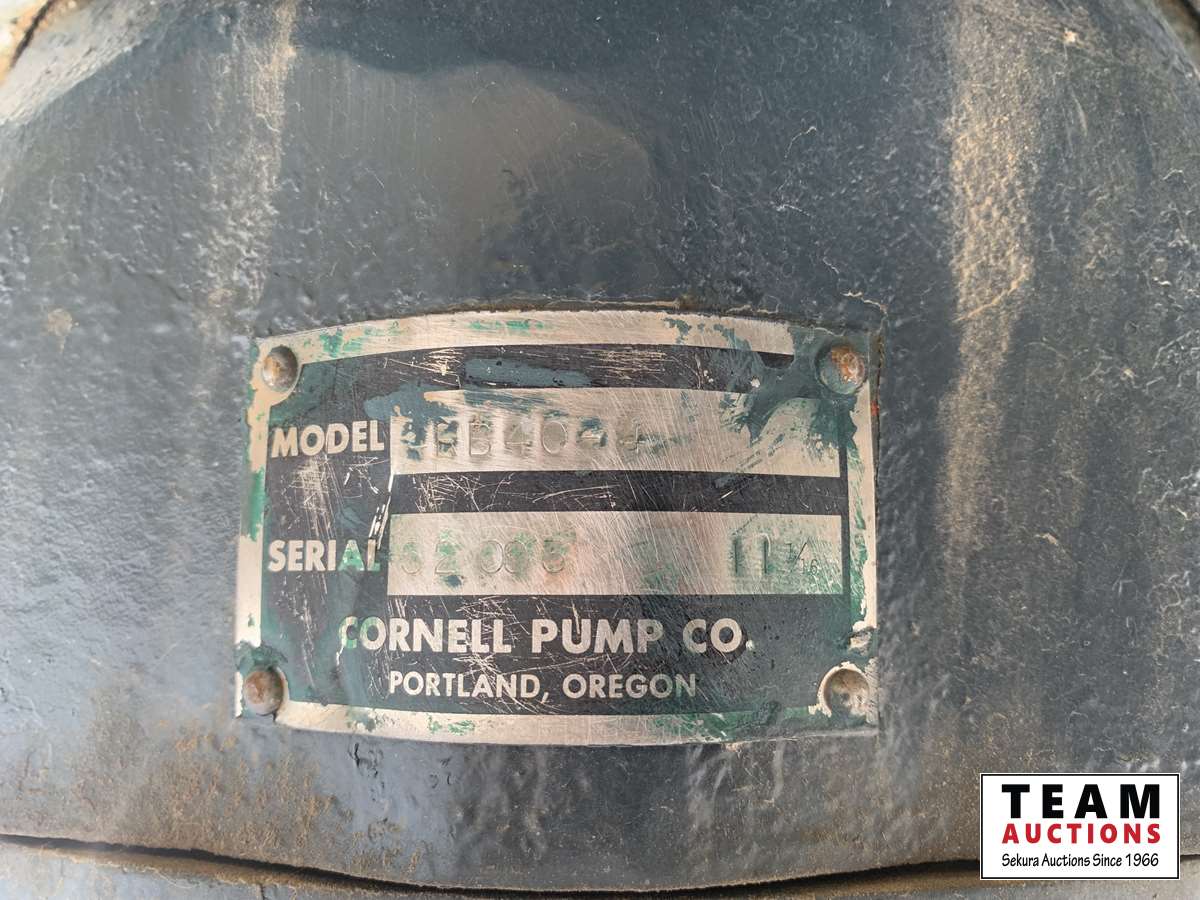 MODEL
SERIAL
CORNELL PUMP CO.
PORTLAND, OREGON
TEAM
AUCTIONS
Sekura Auctions Since 1966